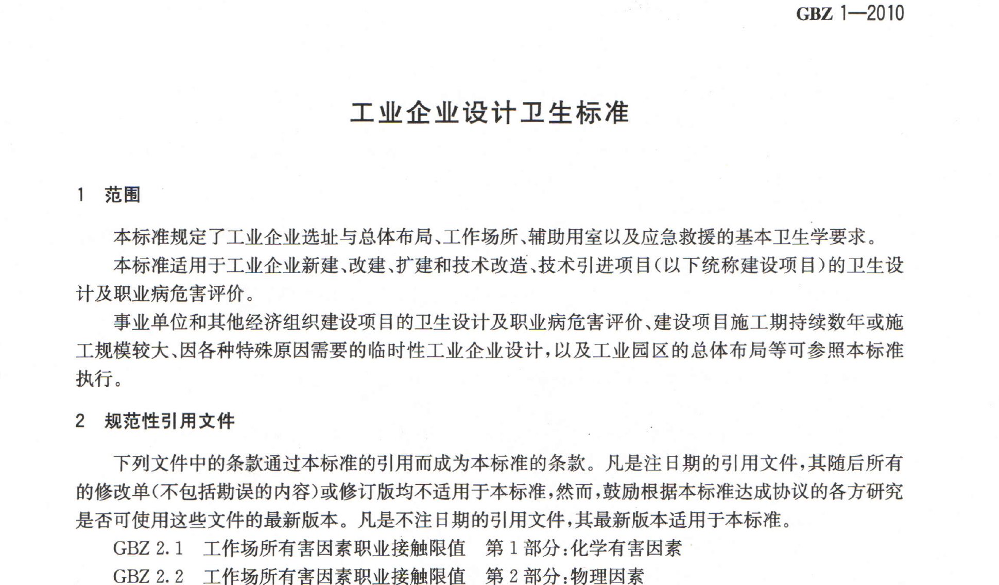 GBZ 1—2010
工业企业设计卫生标准
1 范围
本标准规定了工业企业选址与总体布局、工作场所、辅助用室以及应急救援的基本卫生学要求。
本标准适用于工业企业新建、改建、扩建和技术改造、技术引进项目(以下统称建设项目)的卫生设
计及职业病危害评价。
事业单位和其他经济组织建设项目的卫生设计及职业病危害评价、建设项目施工期持续数年或施
工规模较大、因各种特殊原因需要的临时性工业企业设计,以及工业园区的总体布局等可参照本标准
执行。
2 规范性引用文件
下列文件中的条款通过本标准的引用而成为本标准的条款。凡是注日期的引用文件,其随后所有
的修改单(不包括勘误的内容)或修订版均不适用于本标准,然而,鼓励根据本标准达成协议的各方研究
是否可使用这些文件的最新版本。凡是不注日期的引用文件,其最新版本适用于本标准。
GBZ 2.1 工作场所有害因素职业接触限值 第1部分:化学有害因素
GBZ 2.2 工作场所有害因素职业接触限值 第2部分:物理因素